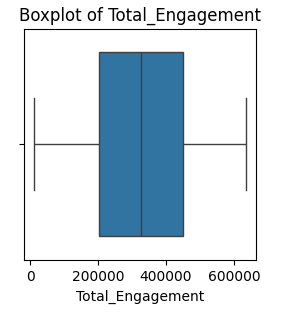 Boxplot of Total_Engagement
0 200000 400000 600000
Total_Engagement